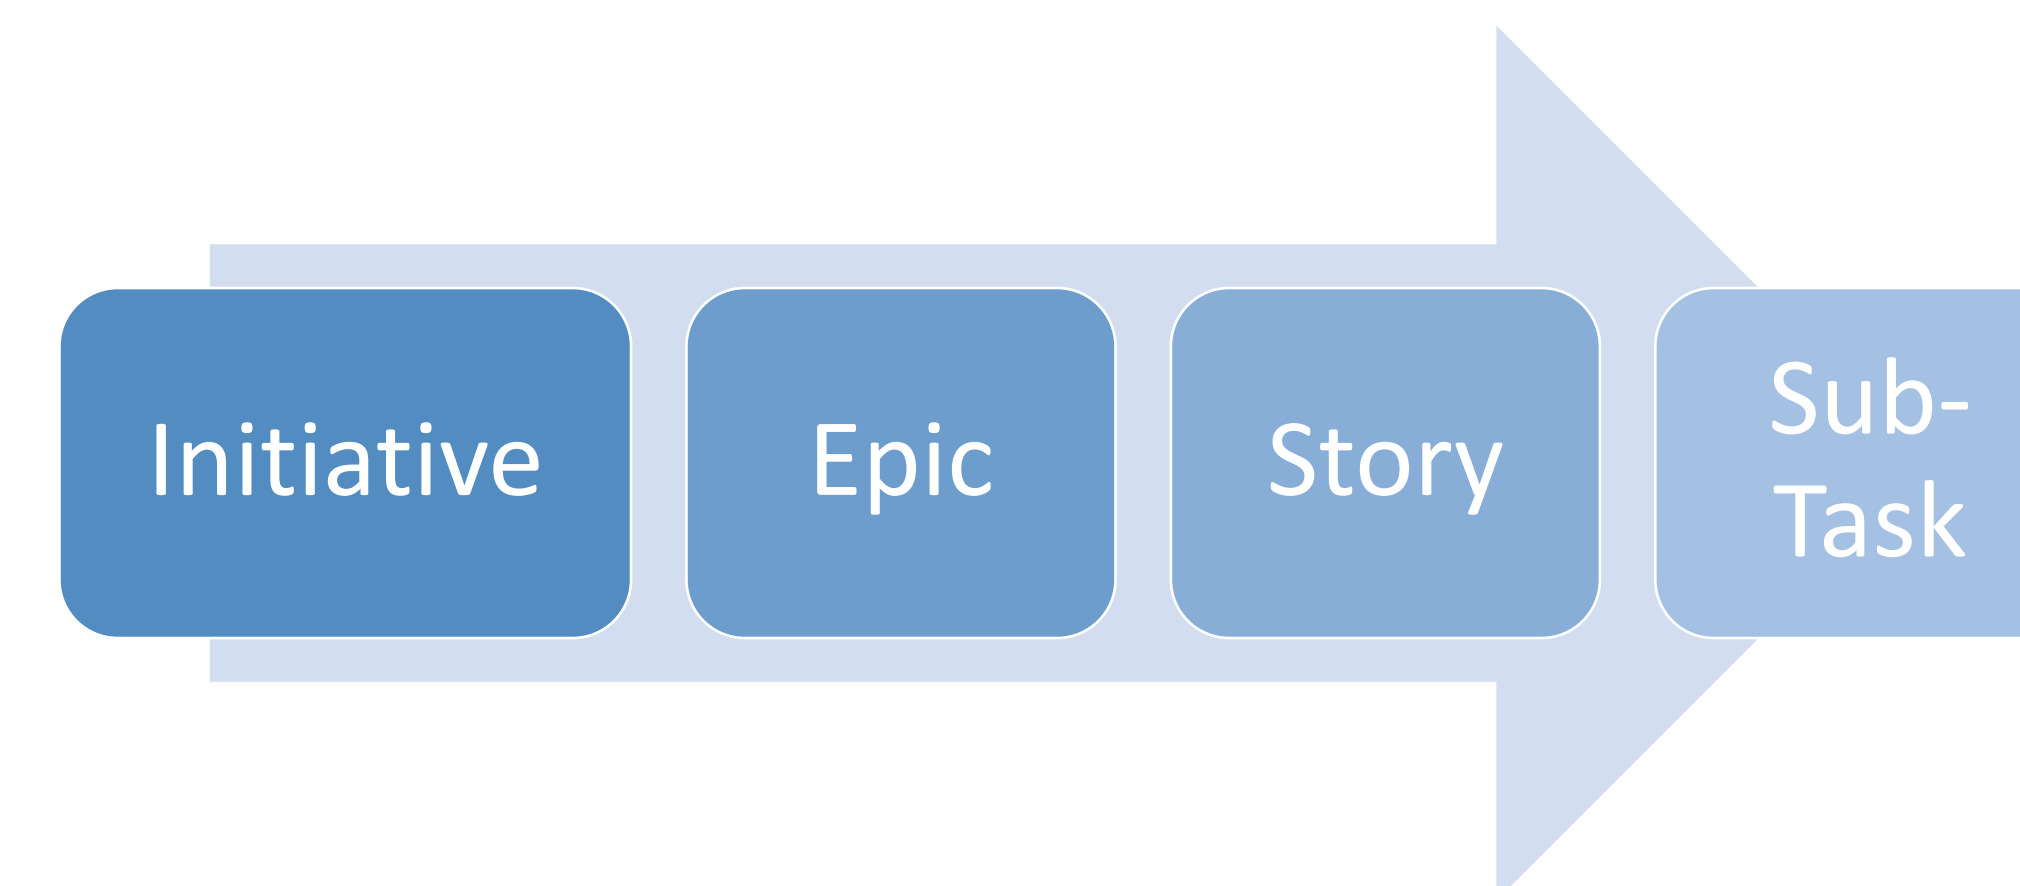 Initiative
Epic
Story
Sub-
Task